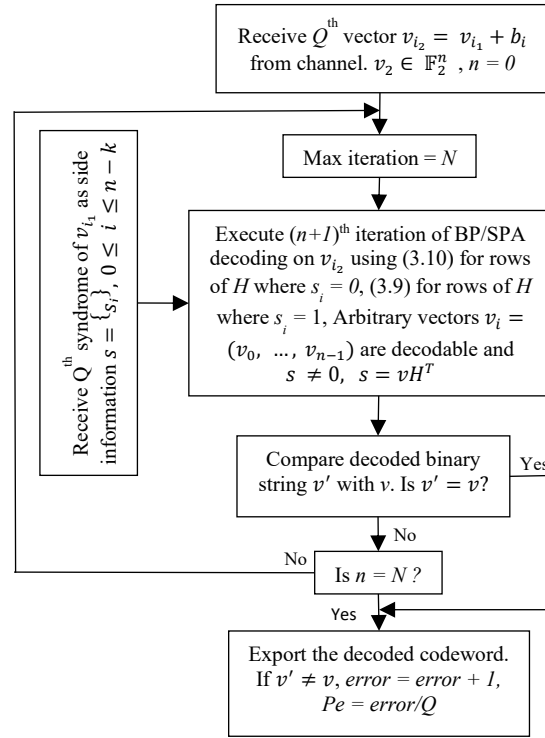 Receive Q^th vector v_{i_2} = v_{i_1} + b_i
from channel. v_2 ∈ 𝔽_2^n , n = 0
Max iteration = N
Receive Q^th syndrome of v_{i_1} as side
information s = {s_i}, 0 ≤ i ≤ n − k
Execute (n+1)^th iteration of BP/SPA
decoding on v_{i_2} using (3.10) for rows
of H where s_i = 0, (3.9) for rows of H
where s_i = 1, Arbitrary vectors v_i =
(v_0, …, v_{n−1}) are decodable and
s ≠ 0, s = vH^T
Compare decoded binary
string v′ with v. Is v′ = v?
Yes
No
No
Is n = N ?
Yes
Export the decoded codeword.
If v′ ≠ v, error = error + 1,
Pe = error/Q